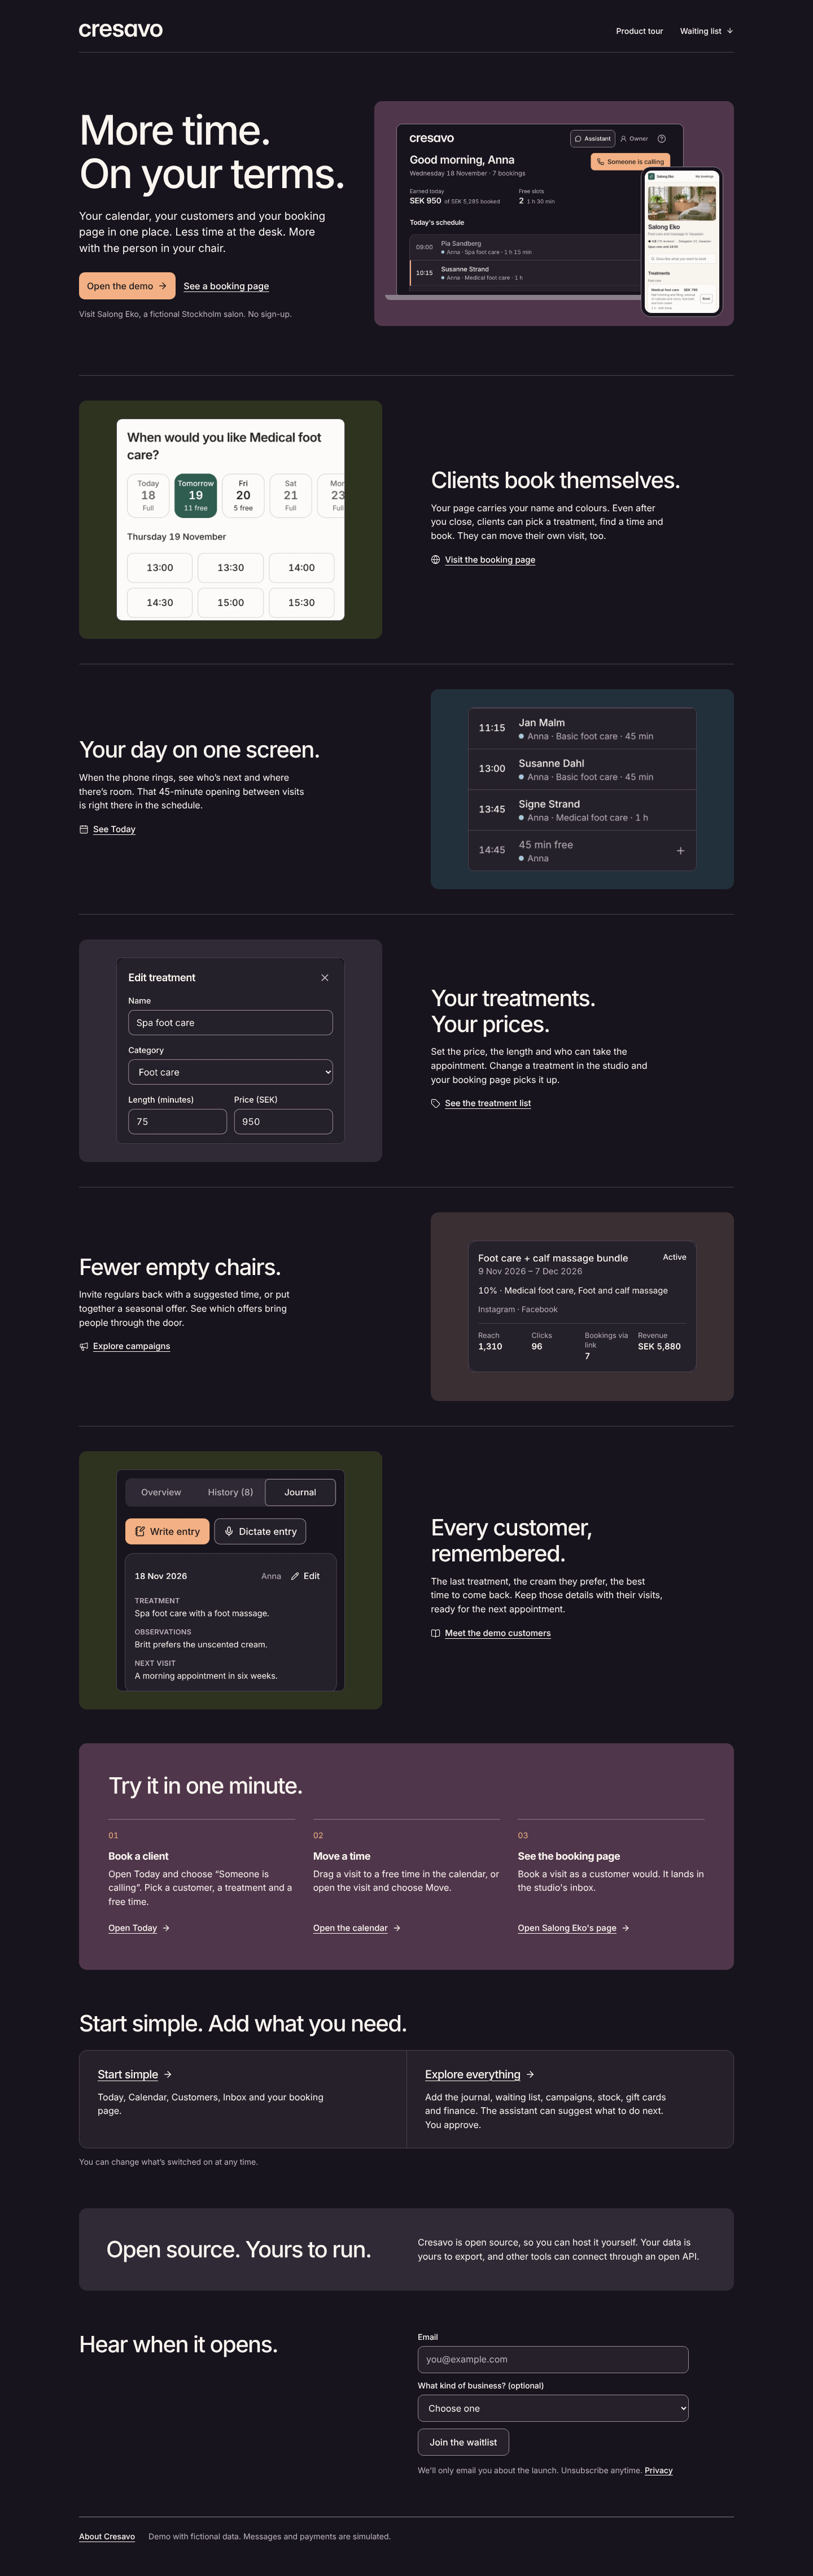 cresavo
Product tour
Waiting list
More time.
On your terms.
Your calendar, your customers and your booking
page in one place. Less time at the desk. More
with the person in your chair.
Open the demo
See a booking page
Visit Salong Eko, a fictional Stockholm salon. No sign-up.
cresavo
Assistant
Owner
Good morning, Anna
Wednesday 18 November · 7 bookings
Someone is calling
Earned today
SEK 950 of SEK 5,285 booked
Free slots
2 1 h 30 min
Today's schedule
09:00
Pia Sandberg
Anna · Spa foot care · 1 h 15 min
10:15
Susanne Strand
Anna · Medical foot care · 1 h
Salong Eko
My bookings
Salong Eko
Treatments
Medical foot care
SEK 780
Book
When would you like Medical foot
care?
Today
18
Full
Tomorrow
19
11 free
Fri
20
5 free
Sat
21
Full
Mon
23
Full
Thursday 19 November
13:00
13:30
14:00
14:30
15:00
15:30
Clients book themselves.
Your page carries your name and colours. Even after
you close, clients can pick a treatment, find a time and
book. They can move their own visit, too.
Visit the booking page
Your day on one screen.
When the phone rings, see who's next and where
there's room. That 45-minute opening between visits
is right there in the schedule.
See Today
11:15
Jan Malm
Anna · Basic foot care · 45 min
13:00
Susanne Dahl
Anna · Basic foot care · 45 min
13:45
Signe Strand
Anna · Medical foot care · 1 h
14:45
45 min free
Anna
Edit treatment
Name
Spa foot care
Category
Foot care
Length (minutes)
Price (SEK)
75
950
Your treatments.
Your prices.
Set the price, the length and who can take the
appointment. Change a treatment in the studio and
your booking page picks it up.
See the treatment list
Fewer empty chairs.
Invite regulars back with a suggested time, or put
together a seasonal offer. See which offers bring
people through the door.
Explore campaigns
Foot care + calf massage bundle
Active
9 Nov 2026 – 7 Dec 2026
10% · Medical foot care, Foot and calf massage
Instagram · Facebook
Reach
1,310
Clicks
96
Bookings via
link
7
Revenue
SEK 5,880
Overview
History (8)
Journal
Write entry
Dictate entry
18 Nov 2026
Anna
Edit
TREATMENT
Spa foot care with a foot massage.
OBSERVATIONS
Britt prefers the unscented cream.
NEXT VISIT
A morning appointment in six weeks.
Every customer,
remembered.
The last treatment, the cream they prefer, the best
time to come back. Keep those details with their visits,
ready for the next appointment.
Meet the demo customers
Try it in one minute.
01
Book a client
Open Today and choose “Someone is
calling”. Pick a customer, a treatment and a
free time.
Open Today
02
Move a time
Drag a visit to a free time in the calendar, or
open the visit and choose Move.
Open the calendar
03
See the booking page
Book a visit as a customer would. It lands in
the studio's inbox.
Open Salong Eko's page
Start simple. Add what you need.
Start simple
Today, Calendar, Customers, Inbox and your booking
page.
Explore everything
Add the journal, waiting list, campaigns, stock, gift cards
and finance. The assistant can suggest what to do next.
You approve.
You can change what's switched on at any time.
Open source. Yours to run.
Cresavo is open source, so you can host it yourself. Your data is
yours to export, and other tools can connect through an open API.
Hear when it opens.
Email
you@example.com
What kind of business? (optional)
Choose one
Join the waitlist
We'll only email you about the launch. Unsubscribe anytime. Privacy
About Cresavo
Demo with fictional data. Messages and payments are simulated.